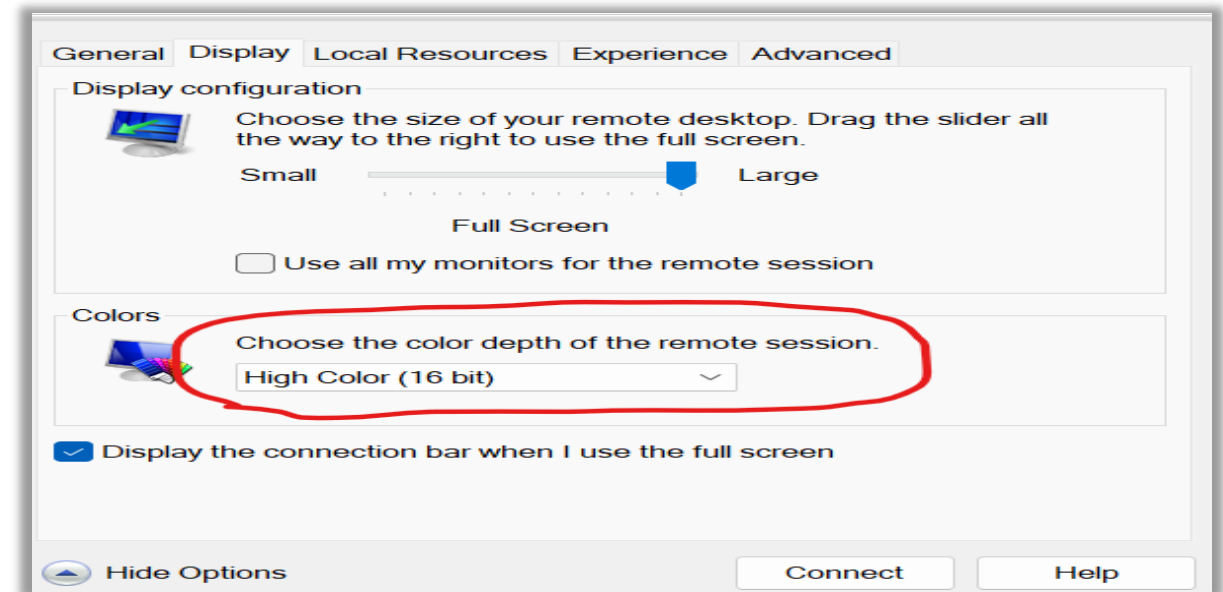 General Display Local Resources Experience Advanced
Display configuration
Choose the size of your remote desktop. Drag the slider all
the way to the right to use the full screen.
Small Large
Full Screen
Use all my monitors for the remote session
Colors
Choose the color depth of the remote session.
High Color (16 bit)
Display the connection bar when I use the full screen
Hide Options Connect Help